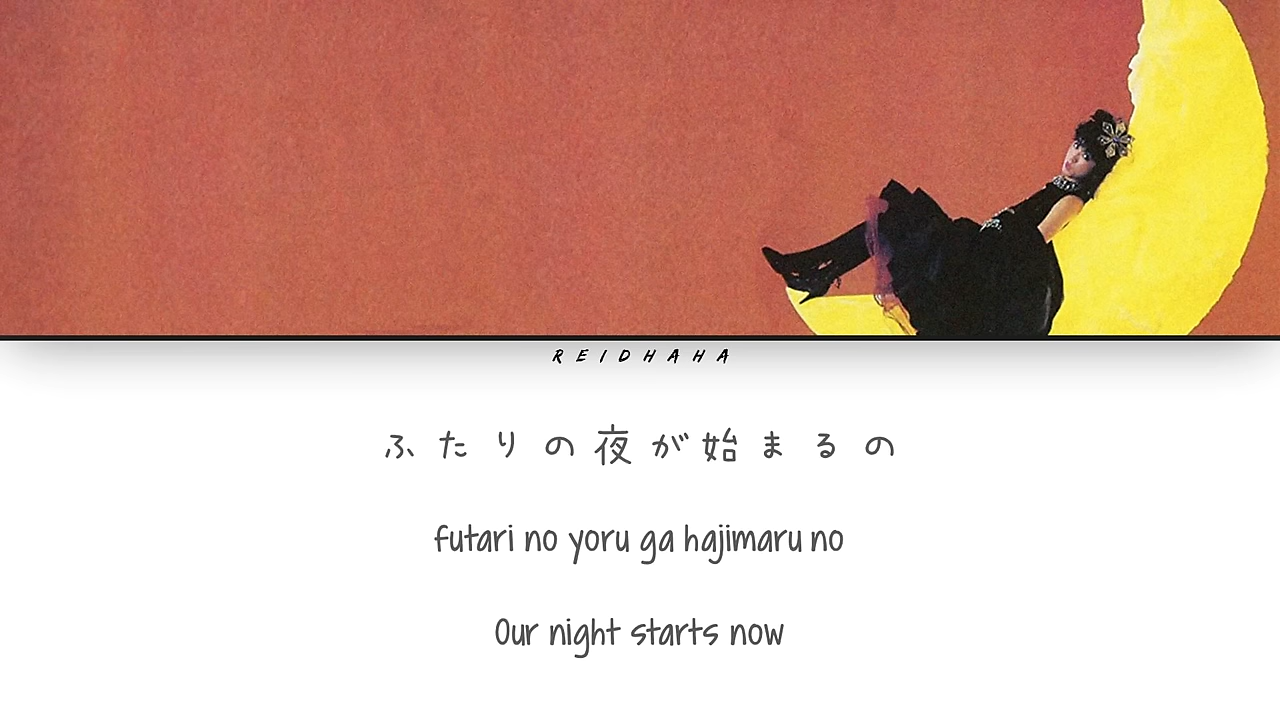 REIDHAHA
ふたりの夜が始まるの
futari no yoru ga hajimaru no
Our night starts now